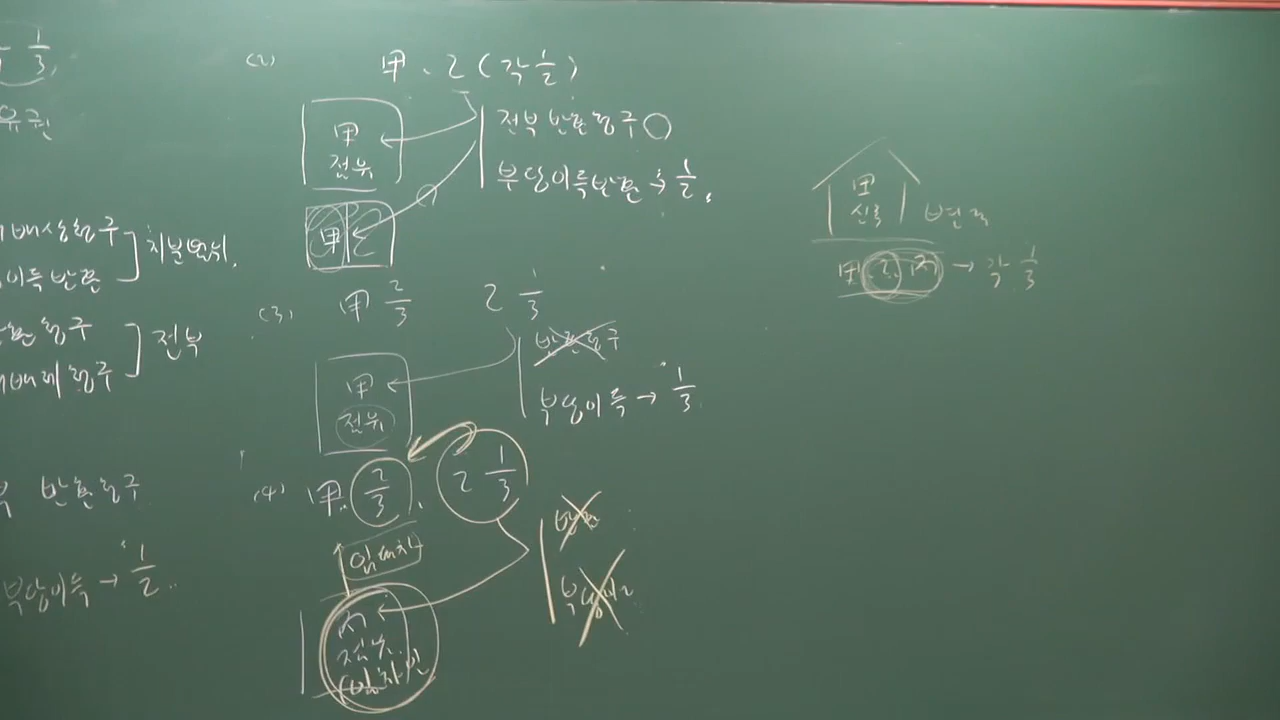 1/3
유권
배상청구
이득반환
지분범위.
반환청구
배제청구
전부
반환청구
부당이득 → 1/2
(2) 甲、乙 (각 1/2)
甲
전유
전부 반환청구 ○
부당이득반환 → 1/2.
甲 乙
(3) 甲 2/3 乙 1/3
甲
전유
반환청구
부당이득 → 1/3.
(4) 甲 2/3. 乙 1/3
임대차
丙
점유
(임차인)
반환
부당이득
甲
신축
甲. 乙. 丙 → 각 1/3